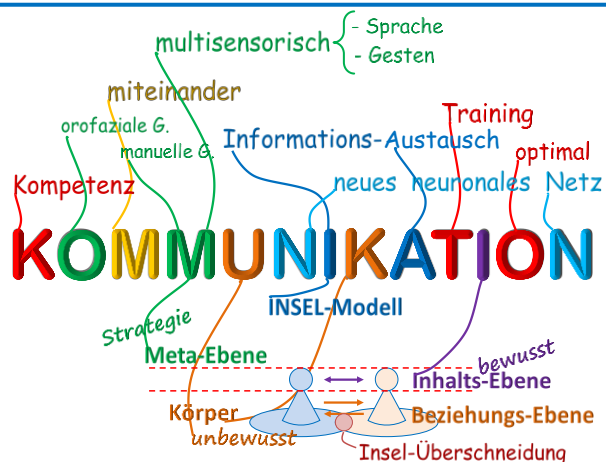 multisensorisch
- Sprache
- Gesten
miteinander
orofaziale G.
manuelle G.
Informations-Austausch
Training
optimal
Kompetenz
neues neuronales Netz
KOMMUNIKATION
INSEL-Modell
Strategie
Meta-Ebene
bewusst
Inhalts-Ebene
Körper
unbewusst
Beziehungs-Ebene
Insel-Überschneidung